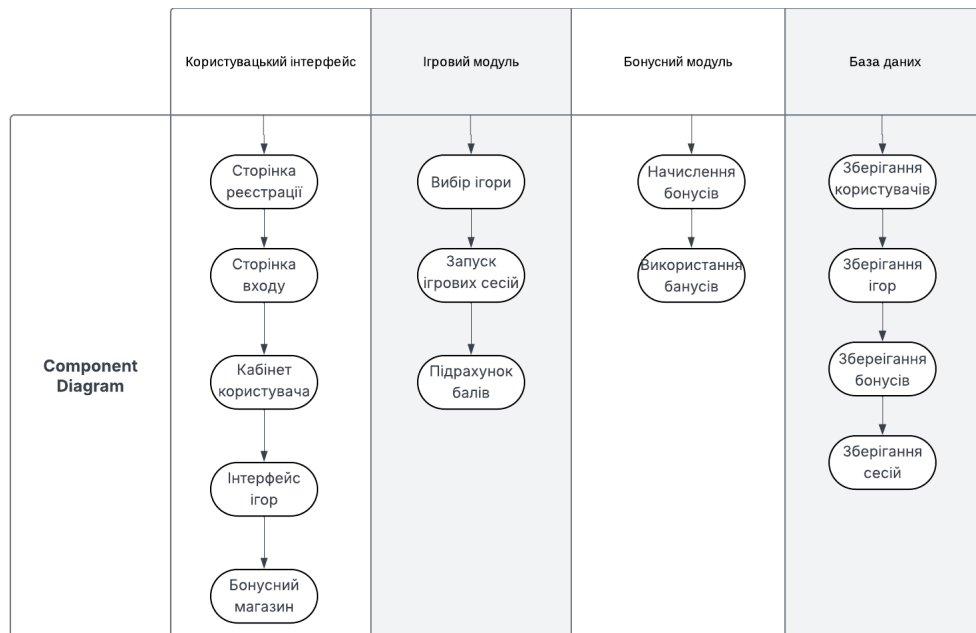 Користувацький інтерфейс
Ігровий модуль
Бонусний модуль
База даних
Component
Diagram
Сторінка
реєстрації
Сторінка
входу
Кабінет
користувача
Інтерфейс
ігор
Бонусний
магазин
Вибір ігори
Запуск
ігрових сесій
Підрахунок
балів
Начислення
бонусів
Використання
банусів
Зберігання
користувачів
Зберігання
ігор
Збереігання
бонусів
Зберігання
сесій